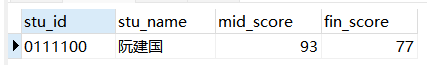 stu_id stu_name mid_score fin_score
0111100 阮建国 93 77